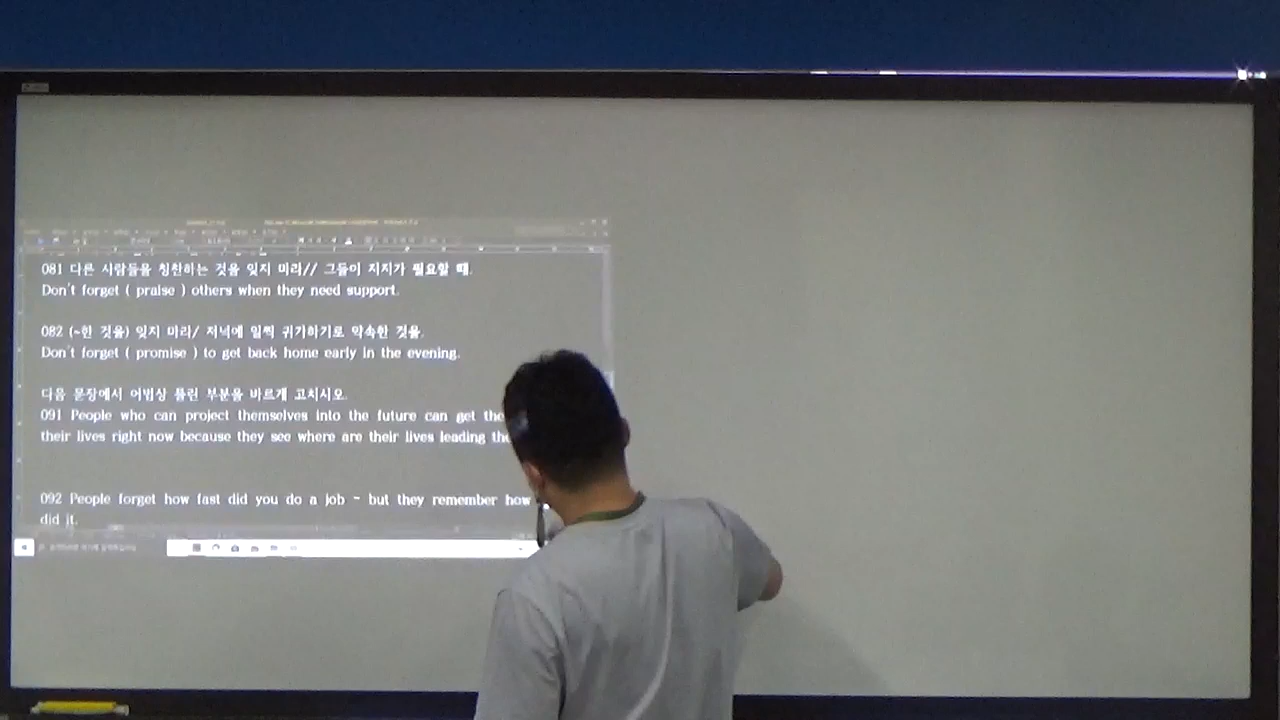 081 다른 사람들을 칭찬하는 것을 잊지 마라// 그들이 지지가 필요할 때.
Don't forget ( praise ) others when they need support.
082 (~한 것을) 잊지 마라/ 저녁에 일찍 귀가하기로 약속한 것을.
Don't forget ( promise ) to get back home early in the evening.
다음 문장에서 어법상 틀린 부분을 바르게 고치시오.
091 People who can project themselves into the future can get
their lives right now because they see where are their lives leading
092 People forget how fast did you do a job - but they remember how
did it.